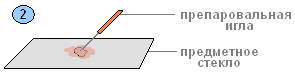 2
препаровальная
игла
предметное
стекло